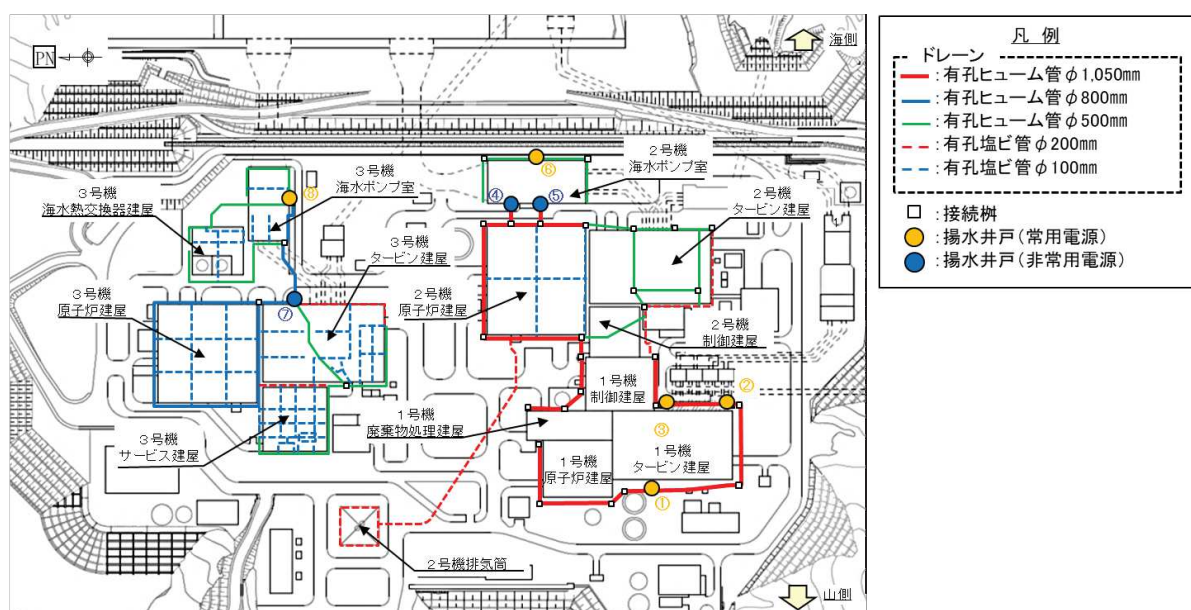 PN
海側
3号機
海水熱交換器建屋
3号機
海水ポンプ室
2号機
海水ポンプ室
2号機
タービン建屋
⑥
④
⑤
⑧
3号機
タービン建屋
3号機
原子炉建屋
⑦
2号機
原子炉建屋
2号機
制御建屋
1号機
制御建屋
②
③
1号機
廃棄物処理建屋
3号機
サービス建屋
1号機
原子炉建屋
1号機
タービン建屋
①
2号機排気筒
山側
凡 例
ドレーン
:有孔ヒューム管φ1,050㎜
:有孔ヒューム管φ800㎜
:有孔ヒューム管φ500㎜
:有孔塩ビ管φ200㎜
:有孔塩ビ管φ100㎜
:接続桝
:揚水井戸(常用電源)
:揚水井戸(非常用電源)